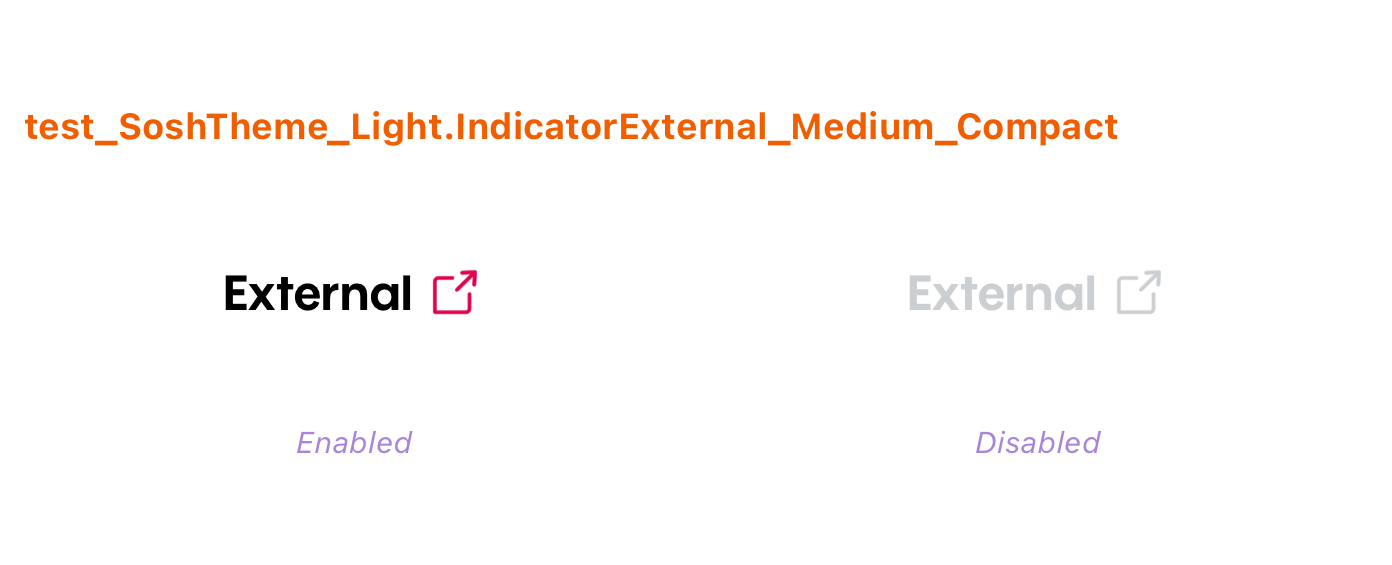 test_SoshTheme_Light.IndicatorExternal_Medium_Compact
External External
Enabled Disabled